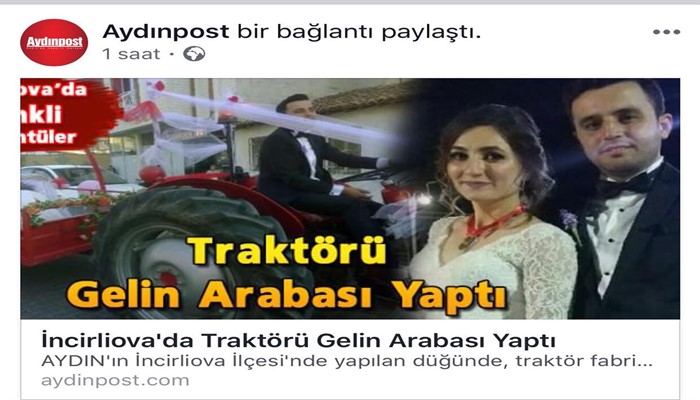 Aydınpost
Aydınpost bir bağlantı paylaştı.
1 saat ·
ova'da
nkli
ntüler
Traktörü
Gelin Arabası Yaptı
İncirliova'da Traktörü Gelin Arabası Yaptı
AYDIN'ın İncirliova İlçesi'nde yapılan düğünde, traktör fabri...
aydinpost.com